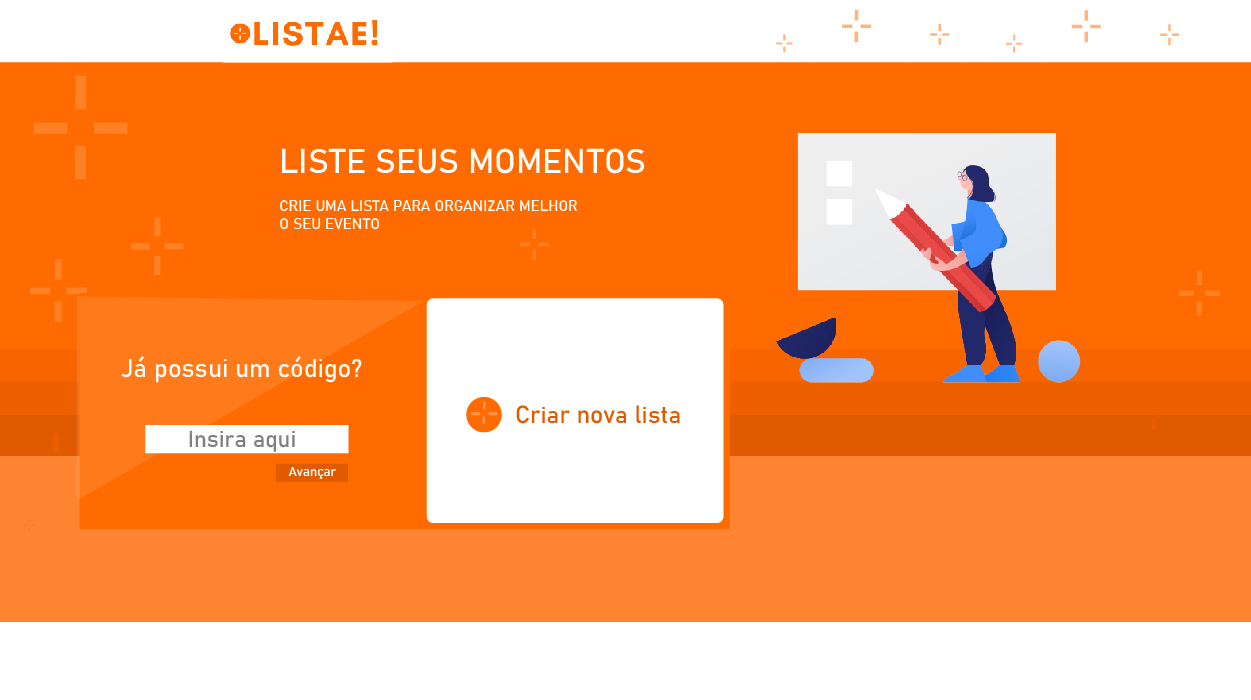 LISTAE!
LISTE SEUS MOMENTOS
CRIE UMA LISTA PARA ORGANIZAR MELHOR
O SEU EVENTO
Já possui um código?
Insira aqui
Avançar
Criar nova lista